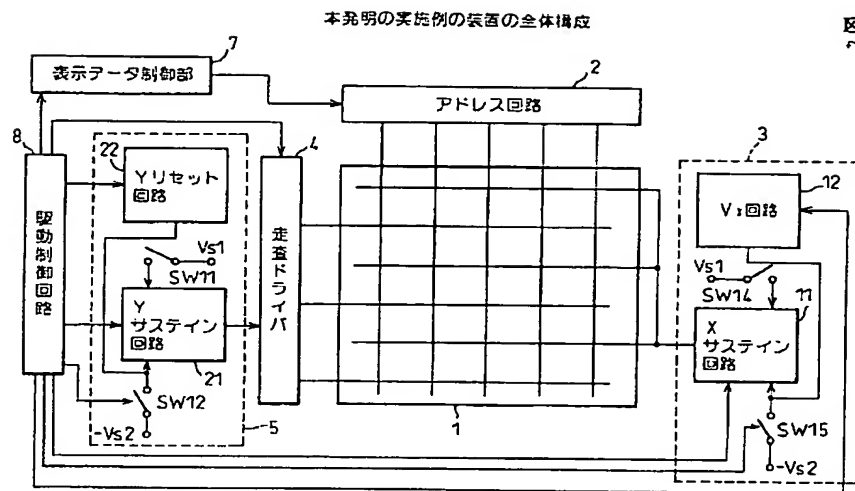 本発明の実施例の装置の全体構成
7
表示データ制御部
2
アドレス回路
8
駆動制御回路
22
Yリセット
回路
Vs1
SW11
Y
サステイン
回路
21
SW12
-Vs2
5
4
走査ドライバ
1
3
12
Vx回路
Vs1
SW14
11
X
サステイン
回路
SW15
-Vs2